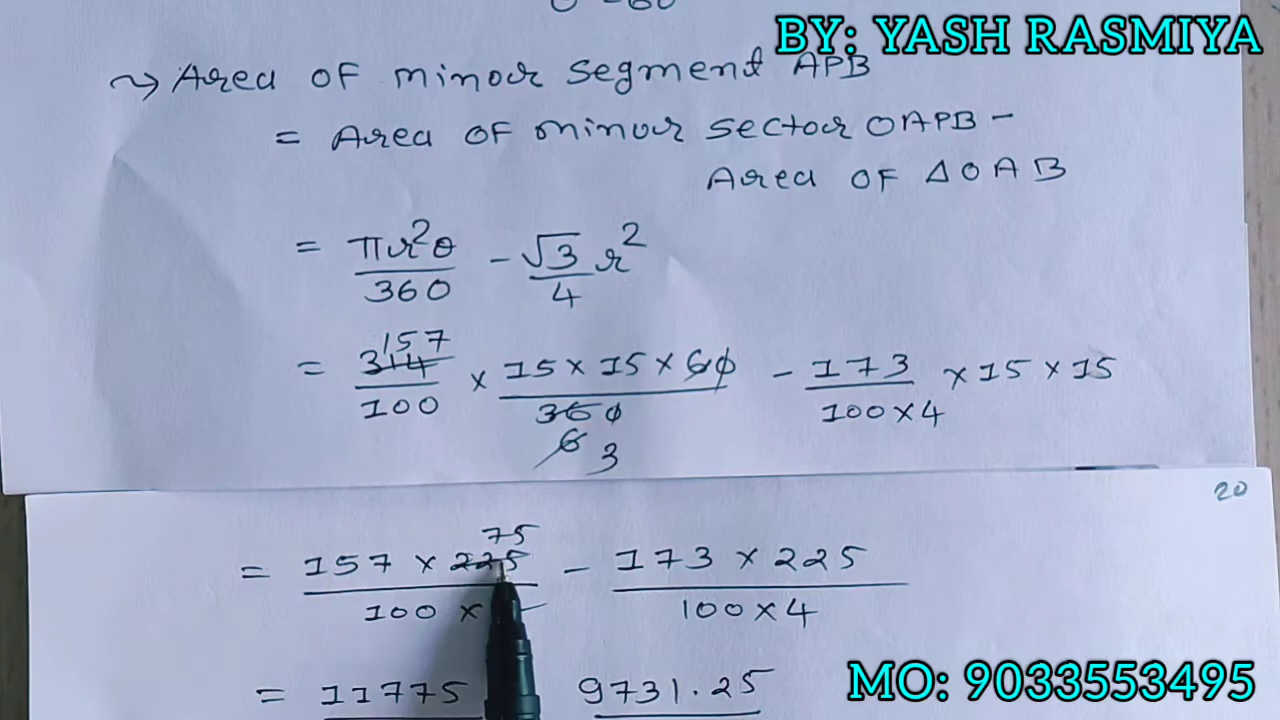 BY: YASH RASMIYA
Area of minor segment APB
= Area of minor sector OAPB -
Area of ΔOAB
= πr²θ/360 - √3/4 r²
157
= 314/100 × 15×15×60/360 - 173/100×4 ×15×15
6 3
20
75
= 157×225/100× - 173×225/100×4
= 11775 9731.25
MO: 9033553495